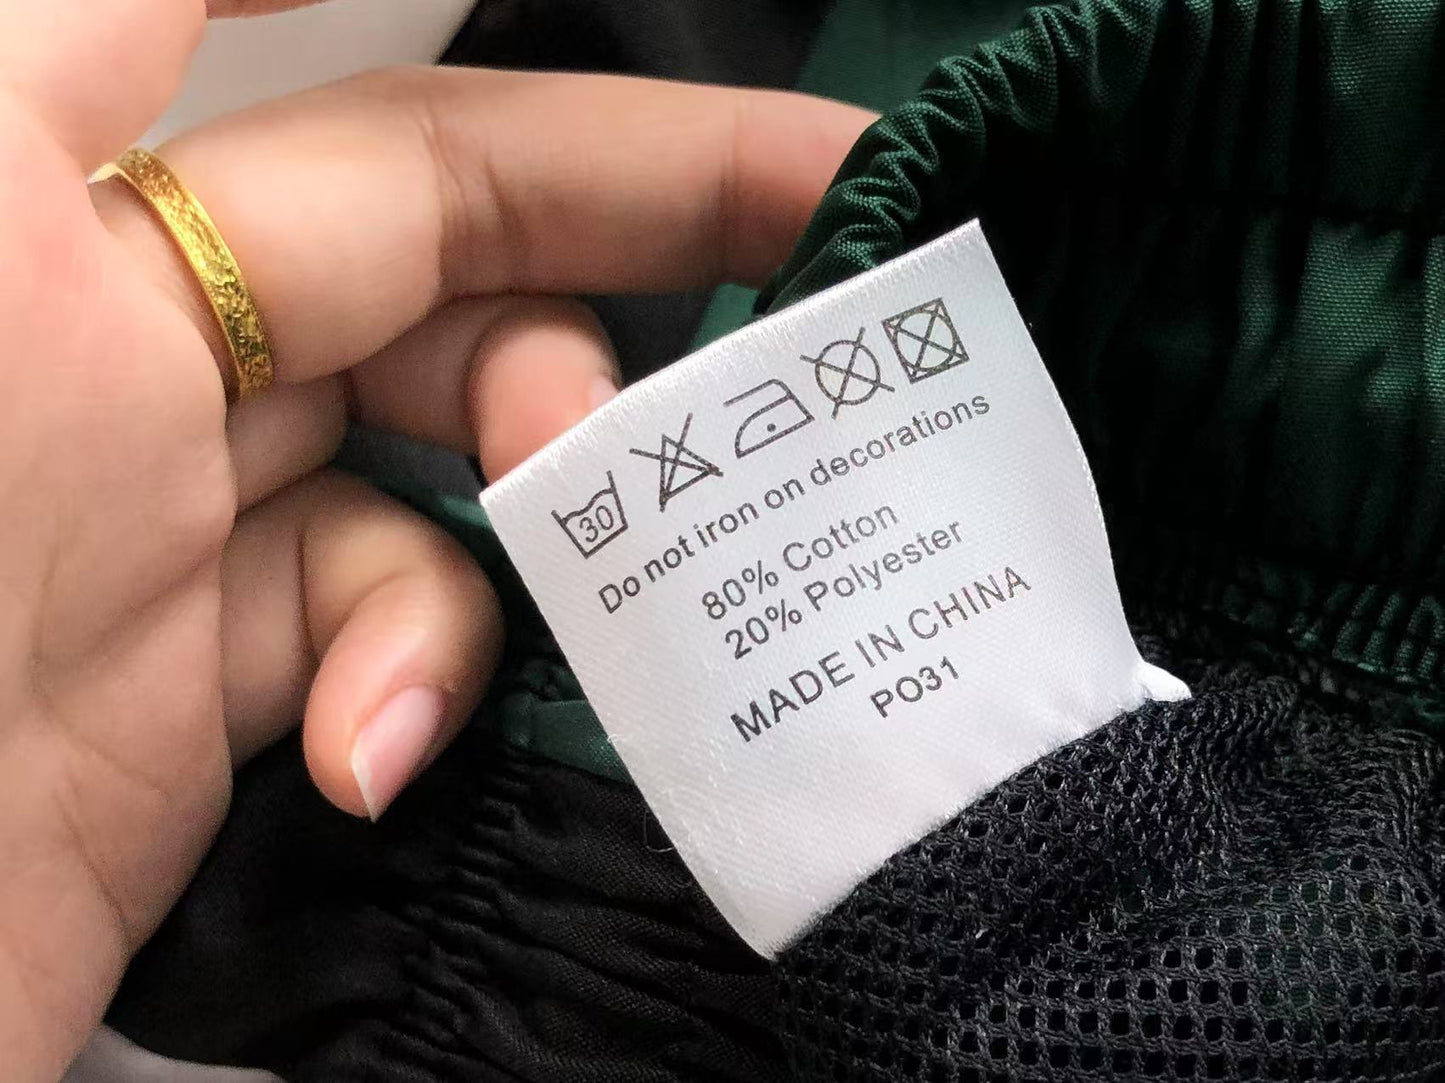 30
Do not iron on decorations
80% Cotton
20% Polyester
MADE IN CHINA
PO31